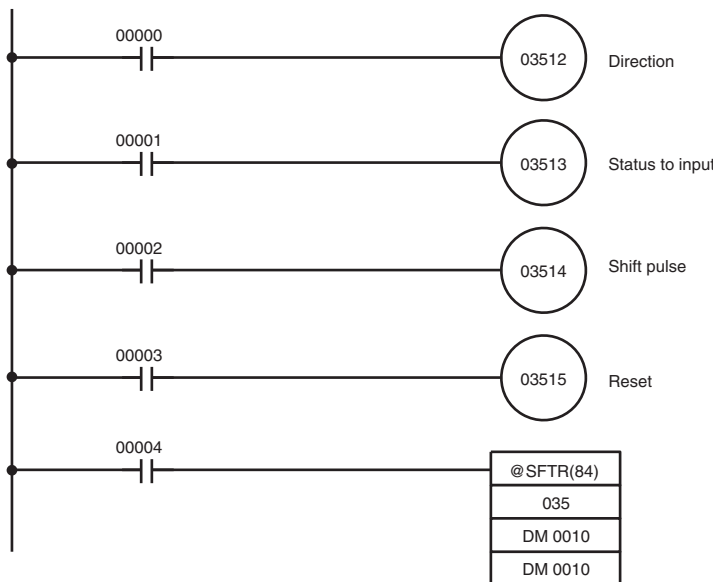 00000
03512 Direction
00001
03513 Status to input
00002
03514 Shift pulse
00003
03515 Reset
00004
@SFTR(84)
035
DM 0010
DM 0010